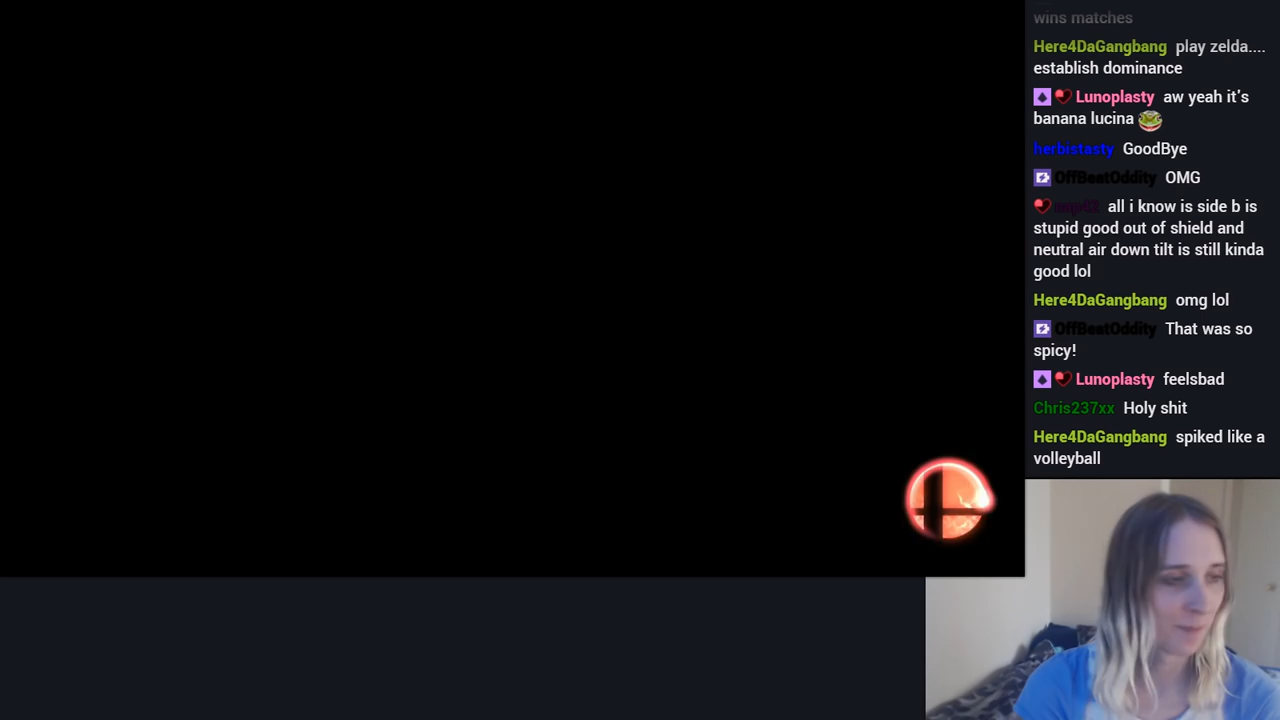 wins matches
Here4DaGangbang play zelda....
establish dominance
Lunoplasty aw yeah it's
banana lucina
herbistasty GoodBye
OffBeatOddity OMG
all i know is side b is
stupid good out of shield and
neutral air down tilt is still kinda
good lol
Here4DaGangbang omg lol
OffBeatOddity That was so
spicy!
Lunoplasty feelsbad
Chris237xx Holy shit
Here4DaGangbang spiked like a
volleyball